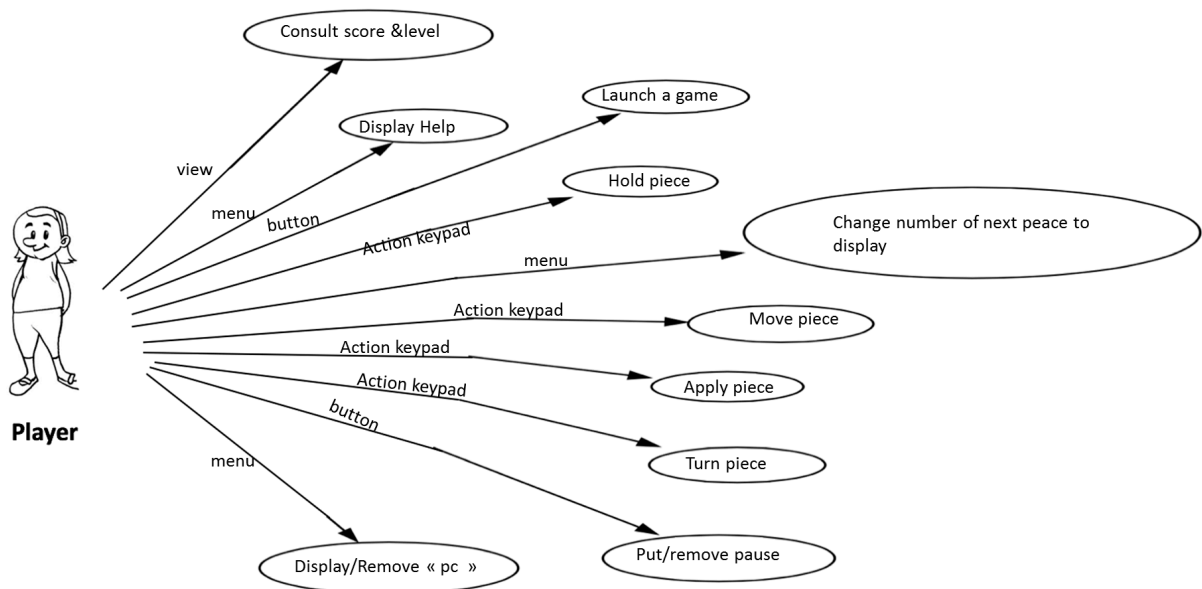 Consult score &level
Launch a game
Display Help
view
Hold piece
menu
button
Action keypad
Change number of next peace to
display
menu
Action keypad
Move piece
Action keypad
Action keypad
Apply piece
button
Player
menu
Turn piece
Put/remove pause
Display/Remove « pc »